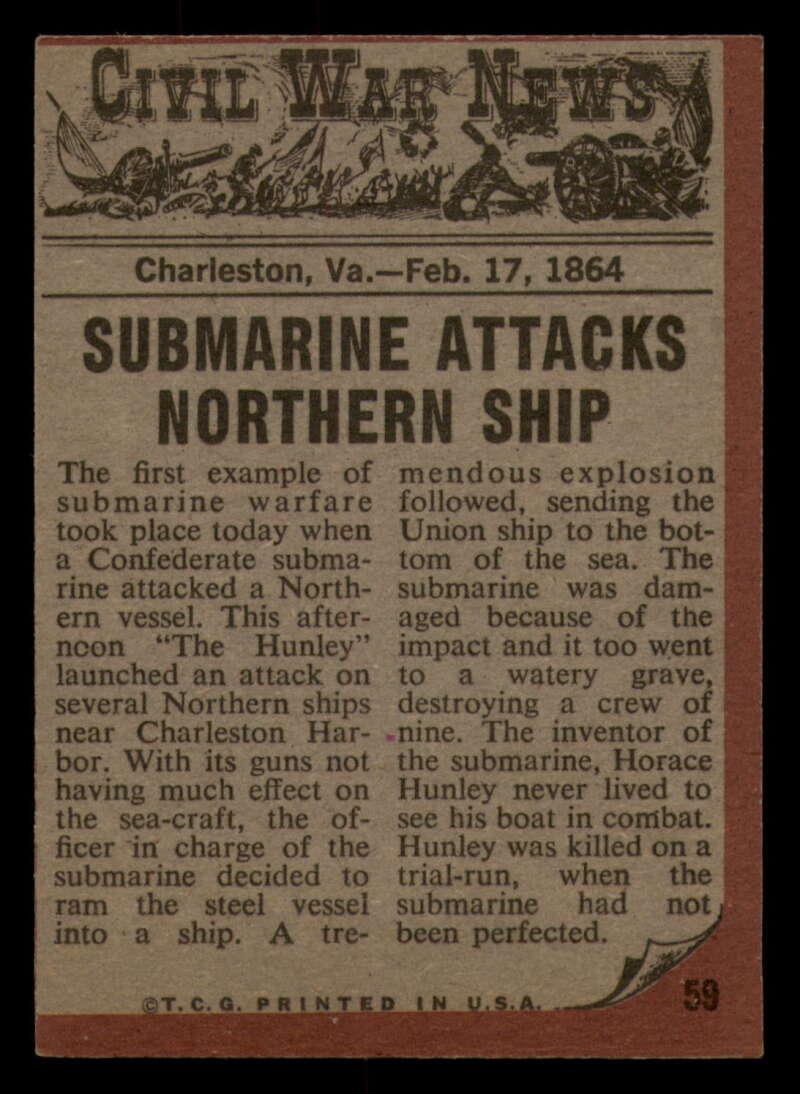 CIVIL WAR NEWS
Charleston, Va.—Feb. 17, 1864
SUBMARINE ATTACKS
NORTHERN SHIP
The first example of
submarine warfare
took place today when
a Confederate subma-
rine attacked a North-
ern vessel. This after-
noon “The Hunley”
launched an attack on
several Northern ships
near Charleston Har-
bor. With its guns not
having much effect on
the sea-craft, the of-
ficer in charge of the
submarine decided to
ram the steel vessel
into a ship. A tre-
mendous explosion
followed, sending the
Union ship to the bot-
tom of the sea. The
submarine was dam-
aged because of the
impact and it too went
to a watery grave,
destroying a crew of
nine. The inventor of
the submarine, Horace
Hunley never lived to
see his boat in combat.
Hunley was killed on a
trial-run, when the
submarine had not
been perfected.
©T.C.G. PRINTED IN U.S.A.
59